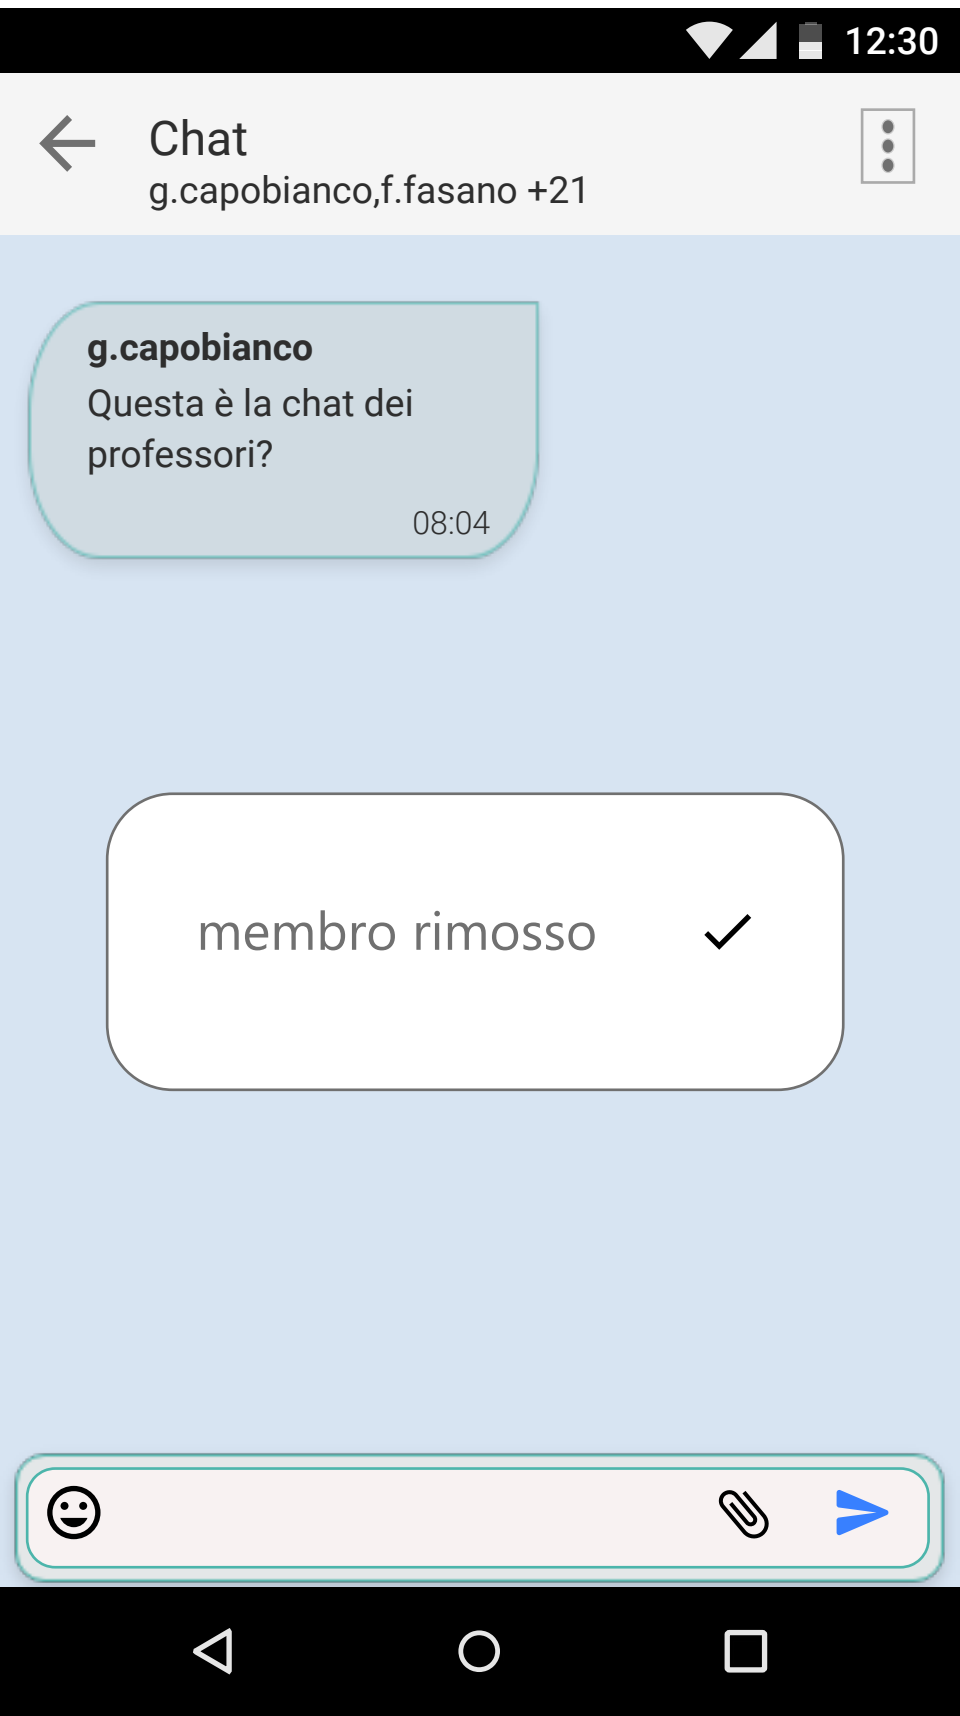 12:30
Chat
g.capobianco,f.fasano +21
g.capobianco
Questa è la chat dei
professori?
08:04
membro rimosso